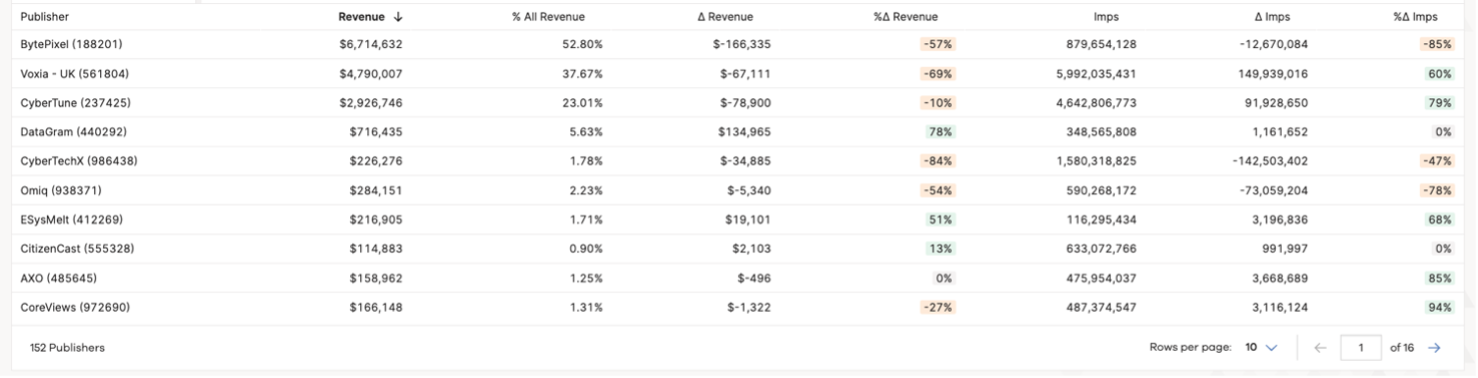 Publisher Revenue ↓ % All Revenue Δ Revenue %Δ Revenue Imps Δ Imps %Δ Imps
BytePixel (188201) $6,714,632 52.80% $-166,335 -57% 879,654,128 -12,670,084 -85%
Voxia - UK (561804) $4,790,007 37.67% $-67,111 -69% 5,992,035,431 149,939,016 60%
CyberTune (237425) $2,926,746 23.01% $-78,900 -10% 4,642,806,773 91,928,650 79%
DataGram (440292) $716,435 5.63% $134,965 78% 348,565,808 1,161,652 0%
CyberTechX (986438) $226,276 1.78% $-34,885 -84% 1,580,318,825 -142,503,402 -47%
Omiq (938371) $284,151 2.23% $-5,340 -54% 590,268,172 -73,059,204 -78%
ESysMelt (412269) $216,905 1.71% $19,101 51% 116,295,434 3,196,836 68%
CitizenCast (555328) $114,883 0.90% $2,103 13% 633,072,766 991,997 0%
AXO (485645) $158,962 1.25% $-496 0% 475,954,037 3,668,689 85%
CoreViews (972690) $166,148 1.31% $-1,322 -27% 487,374,547 3,116,124 94%
152 Publishers Rows per page: 10 ← 1 of 16 →